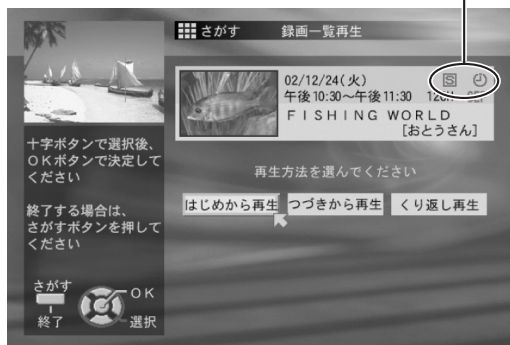 さがす 録画一覧再生
02/12/24(火) S
午後10:30〜午後11:30
FISHING WORLD
[おとうさん]
十字ボタンで選択後、
OKボタンで決定して
ください
再生方法を選んでください
はじめから再生 つづきから再生 くり返し再生
終了する場合は、
さがすボタンを押して
ください
さがす
OK
終了 選択